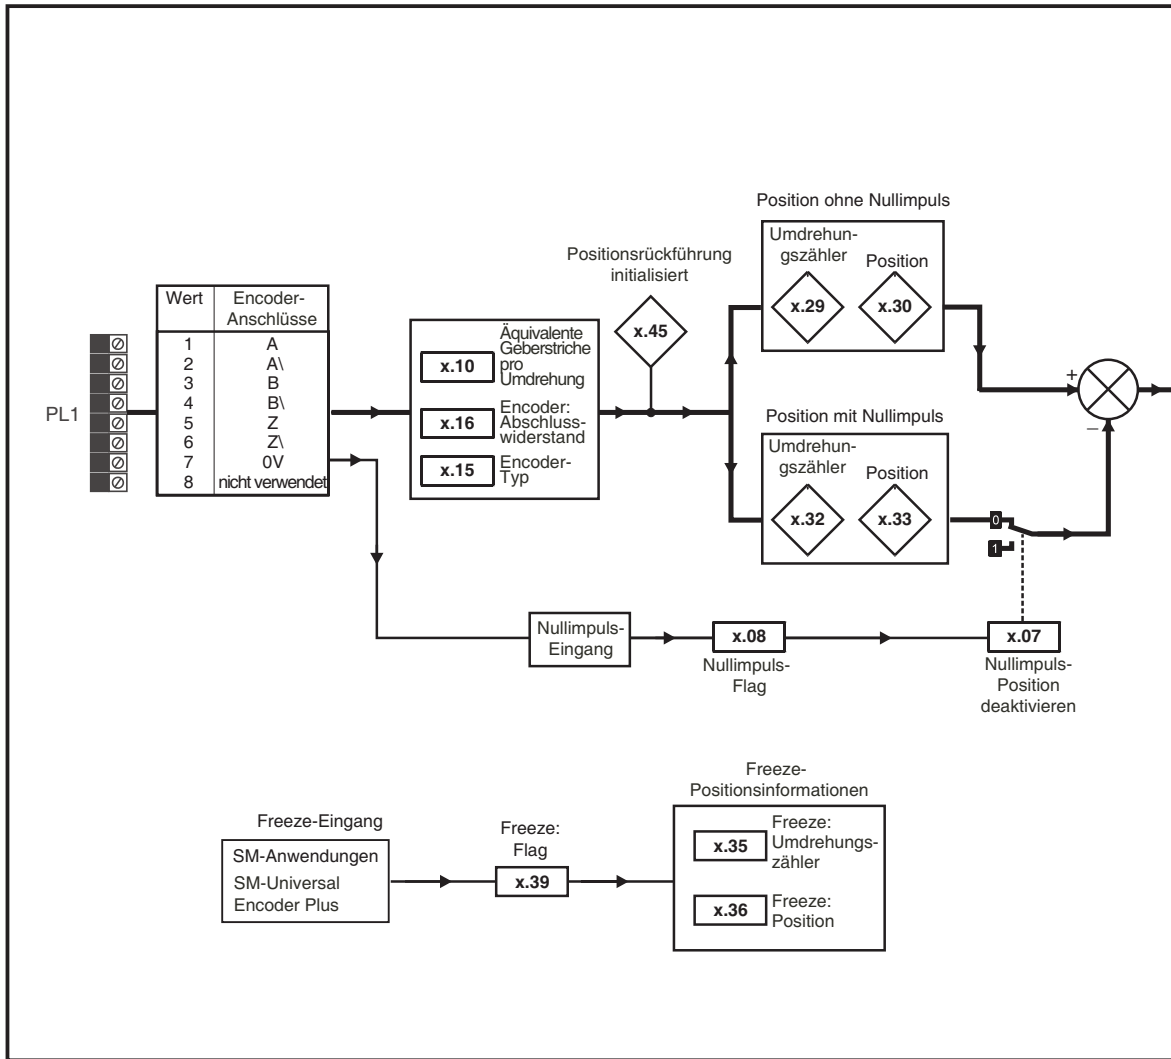 Position ohne Nullimpuls
Umdrehun-
gszähler
Position
x.29
x.30
Positionsrückführung
initialisiert
x.45
Wert
Encoder-
Anschlüsse
1 A
2 A\
3 B
4 B\
5 Z
6 Z\
7 0V
8 nicht verwendet
PL1
x.10
Äquivalente
Geberstriche
pro
Umdrehung
x.16
Encoder:
Abschluss-
widerstand
x.15
Encoder-
Typ
+
−
Position mit Nullimpuls
Umdrehun-
gszähler
Position
x.32
x.33
0
1
Nullimpuls-
Eingang
x.08
Nullimpuls-
Flag
x.07
Nullimpuls-
Position
deaktivieren
Freeze-Eingang
SM-Anwendungen
SM-Universal
Encoder Plus
Freeze:
Flag
x.39
Freeze-
Positionsinformationen
x.35
Freeze:
Umdrehungs-
zähler
x.36
Freeze:
Position